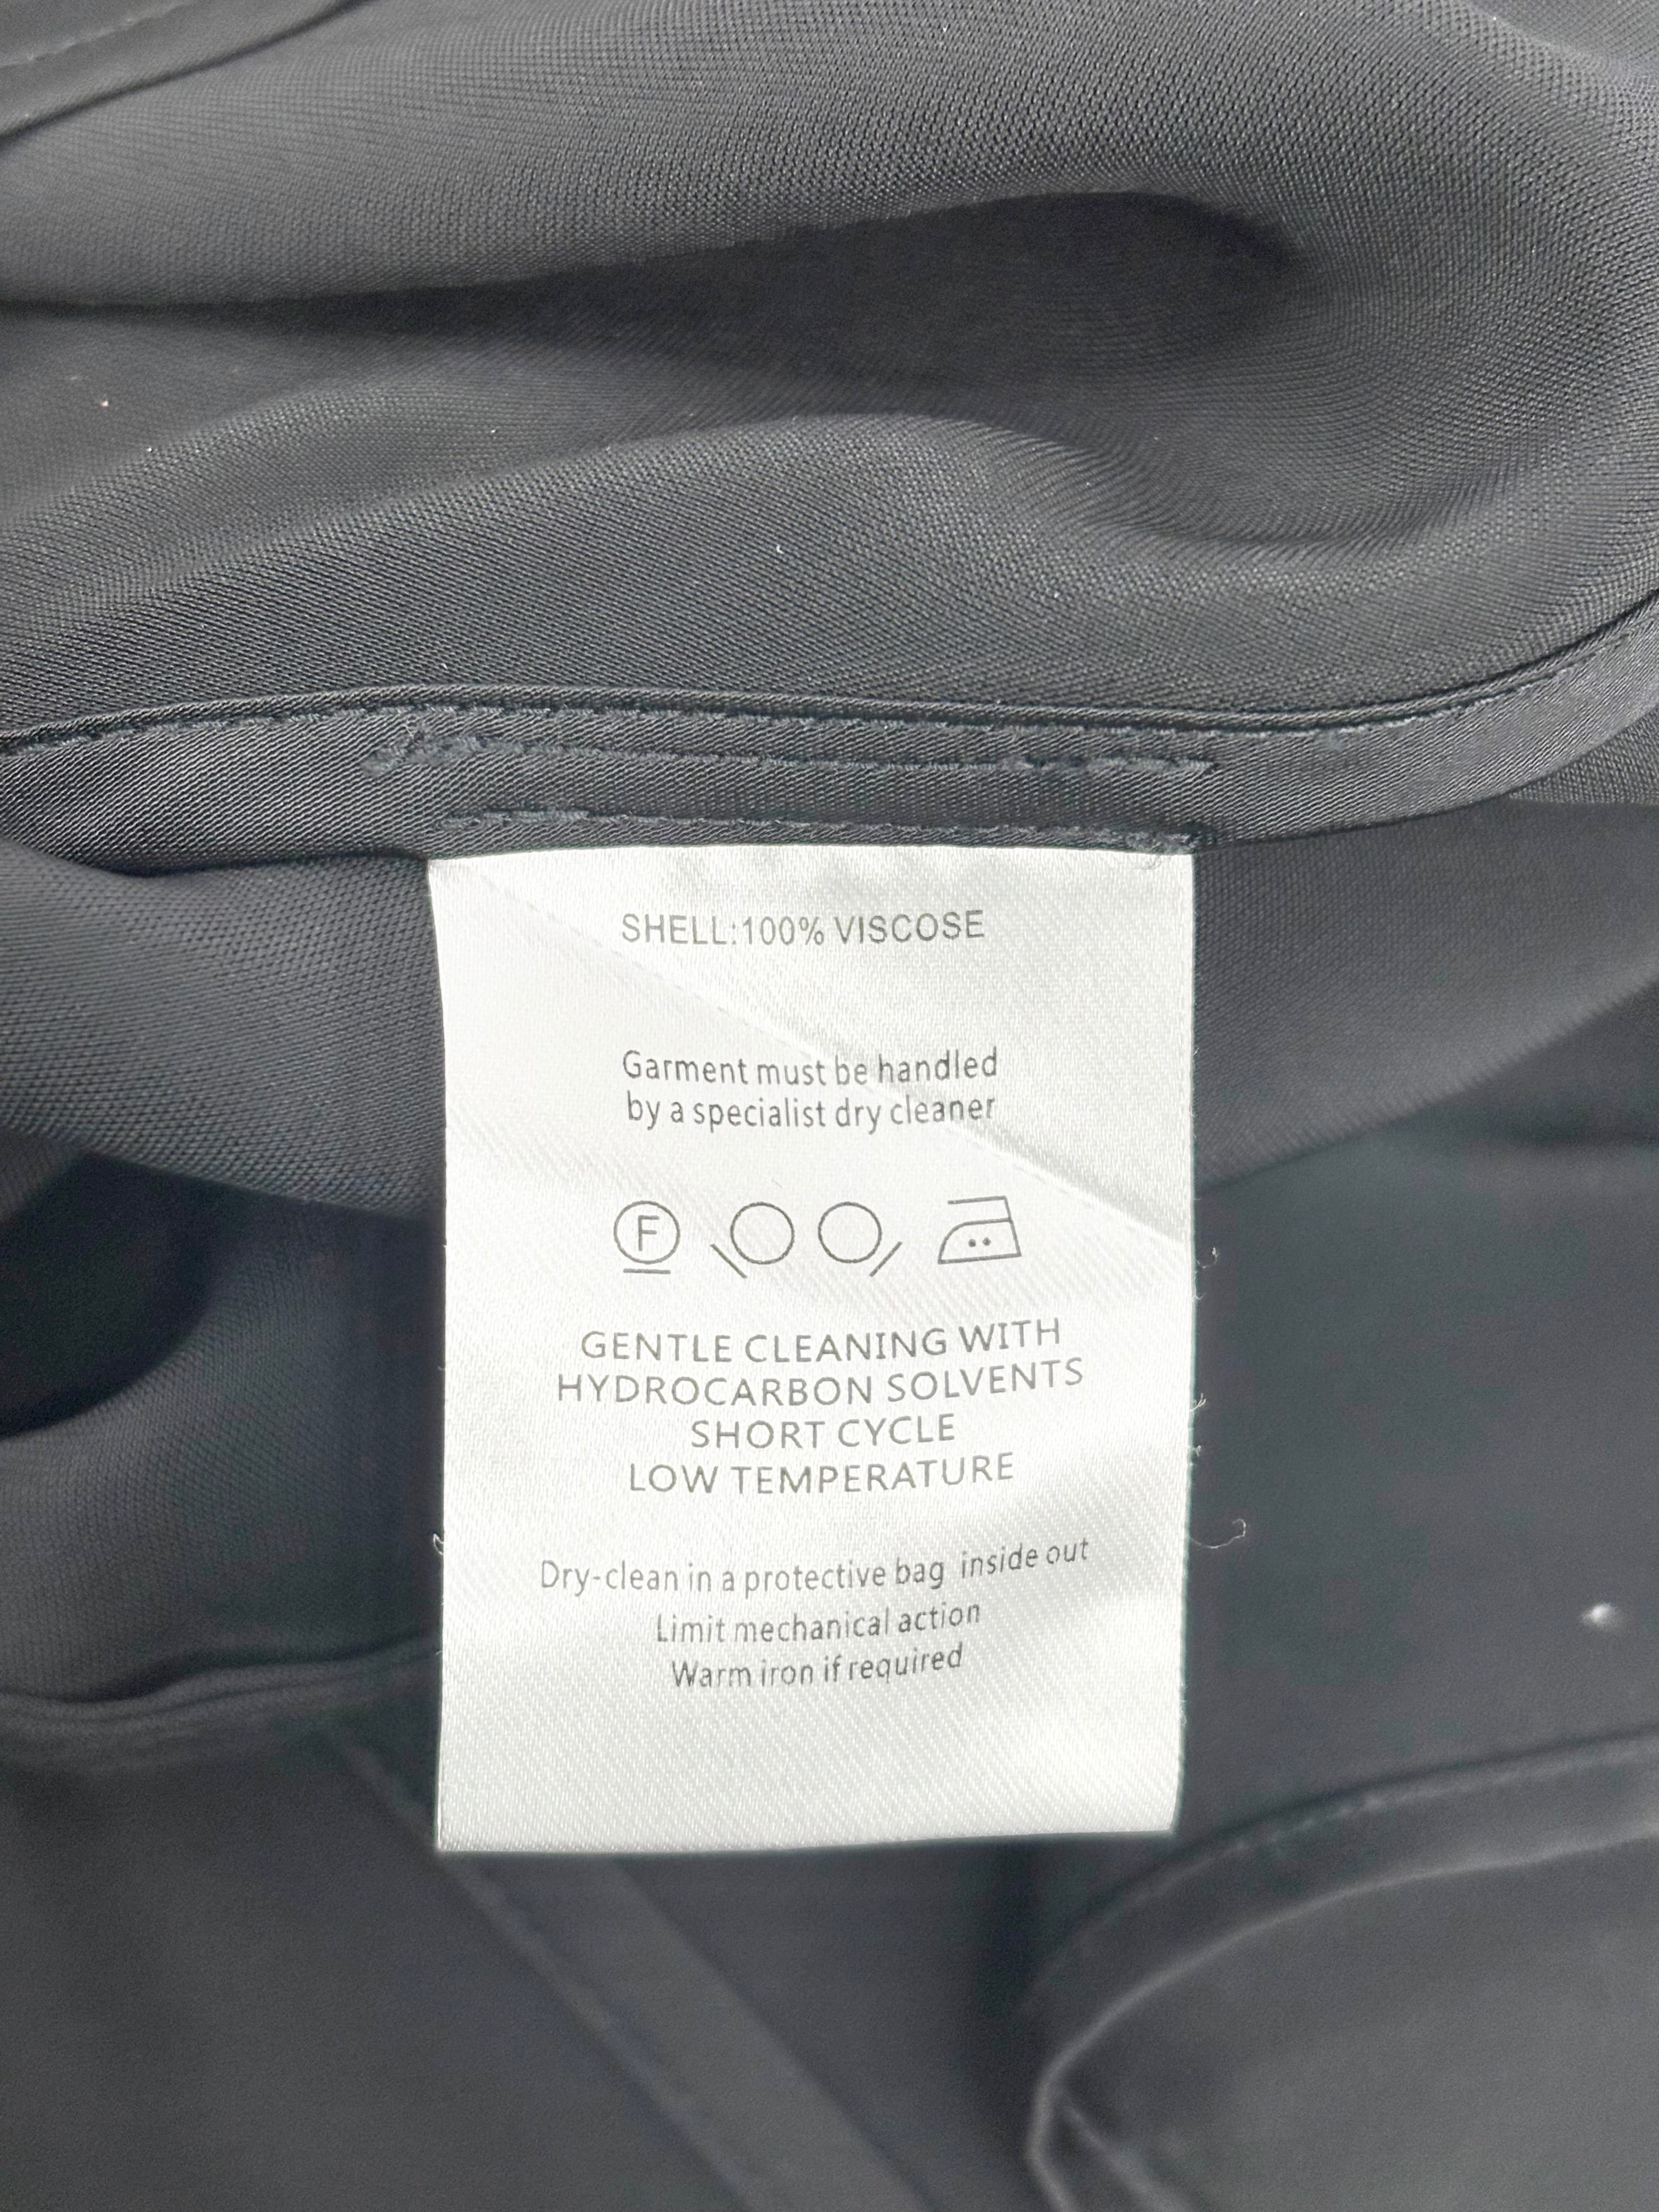 SHELL:100% VISCOSE
Garment must be handled
by a specialist dry cleaner
F
GENTLE CLEANING WITH
HYDROCARBON SOLVENTS
SHORT CYCLE
LOW TEMPERATURE
Dry-clean in a protective bag inside out
Limit mechanical action
Warm iron if required